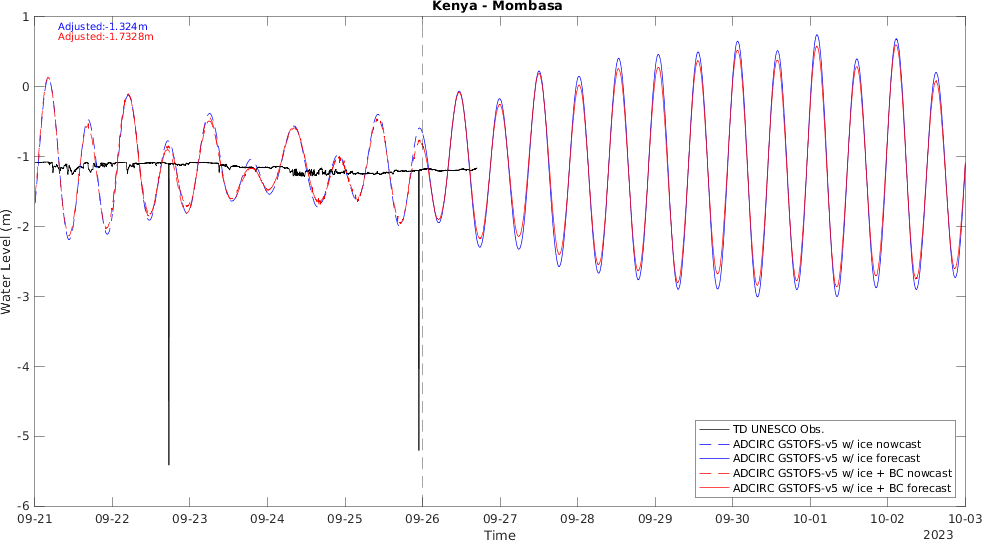 Kenya - Mombasa
Adjusted:-1.324m
Adjusted:-1.7328m
Water Level (m)
1
0
-1
-2
-3
-4
-5
-6
TD UNESCO Obs.
ADCIRC GSTOFS-v5 w/ ice nowcast
ADCIRC GSTOFS-v5 w/ ice forecast
ADCIRC GSTOFS-v5 w/ ice + BC nowcast
ADCIRC GSTOFS-v5 w/ ice + BC forecast
09-21 09-22 09-23 09-24 09-25 09-26 09-27 09-28 09-29 09-30 10-01 10-02 10-03
Time
2023